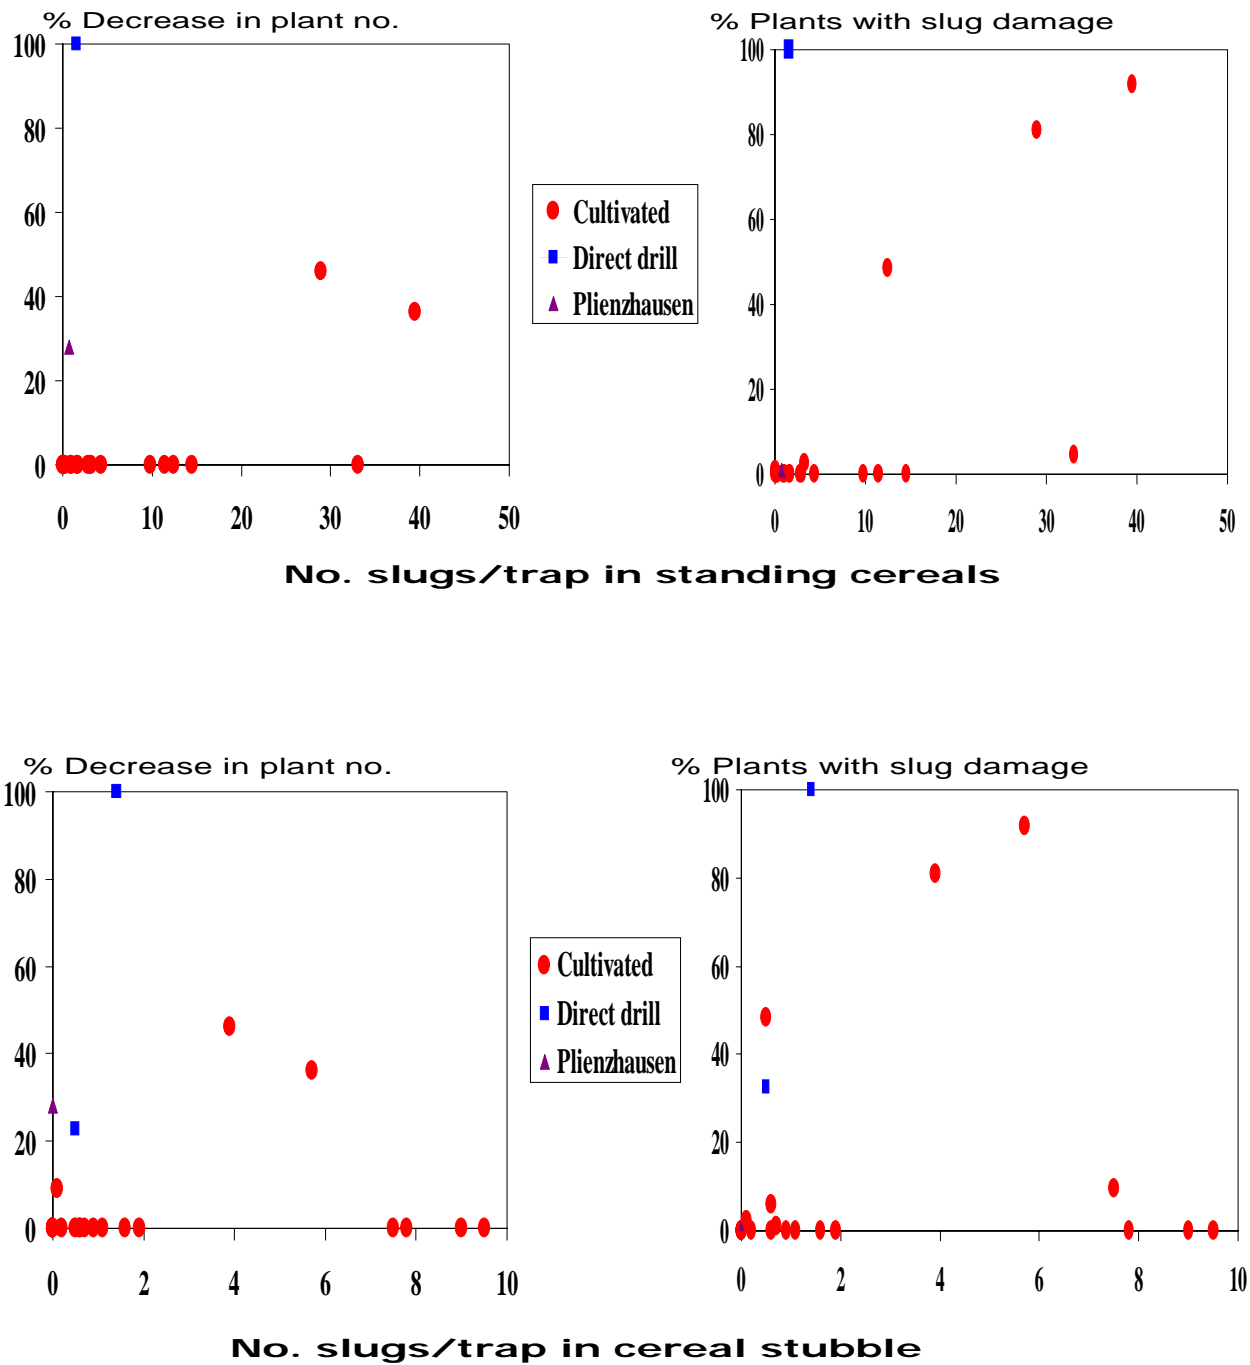 % Decrease in plant no.
100
80
60
40
20
0
0 10 20 30 40 50
Cultivated
Direct drill
Plienzhausen
% Plants with slug damage
100
80
60
40
20
0
0 10 20 30 40 50
No. slugs/trap in standing cereals
% Decrease in plant no.
100
80
60
40
20
0
0 2 4 6 8 10
Cultivated
Direct drill
Plienzhausen
% Plants with slug damage
100
80
60
40
20
0
0 2 4 6 8 10
No. slugs/trap in cereal stubble